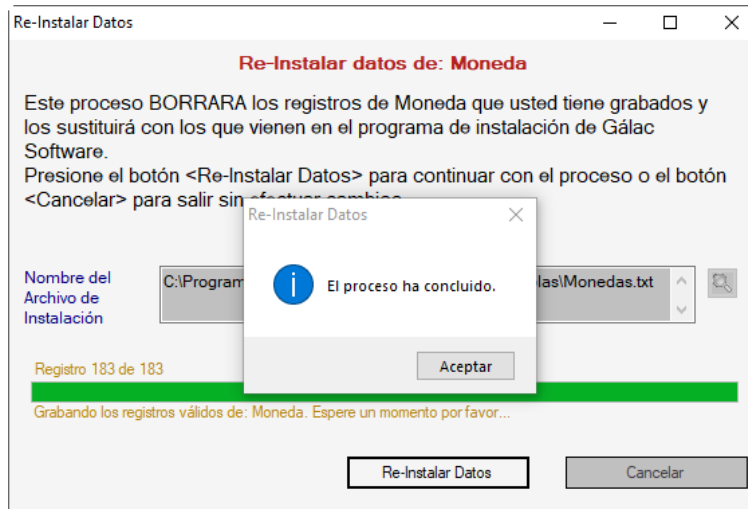 Re-Instalar Datos
Re-Instalar datos de: Moneda
Este proceso BORRARA los registros de Moneda que usted tiene grabados y
los sustituirá con los que vienen en el programa de instalación de Gálac
Software.
Presione el botón <Re-Instalar Datos> para continuar con el proceso o el botón
<Cancelar> para salir sin
Re-Instalar Datos
El proceso ha concluido.
Aceptar
Nombre del
Archivo de
Instalación
C:\Program
las\Monedas.txt
Registro 183 de 183
Grabando los registros válidos de: Moneda. Espere un momento por favor...
Re-Instalar Datos
Cancelar